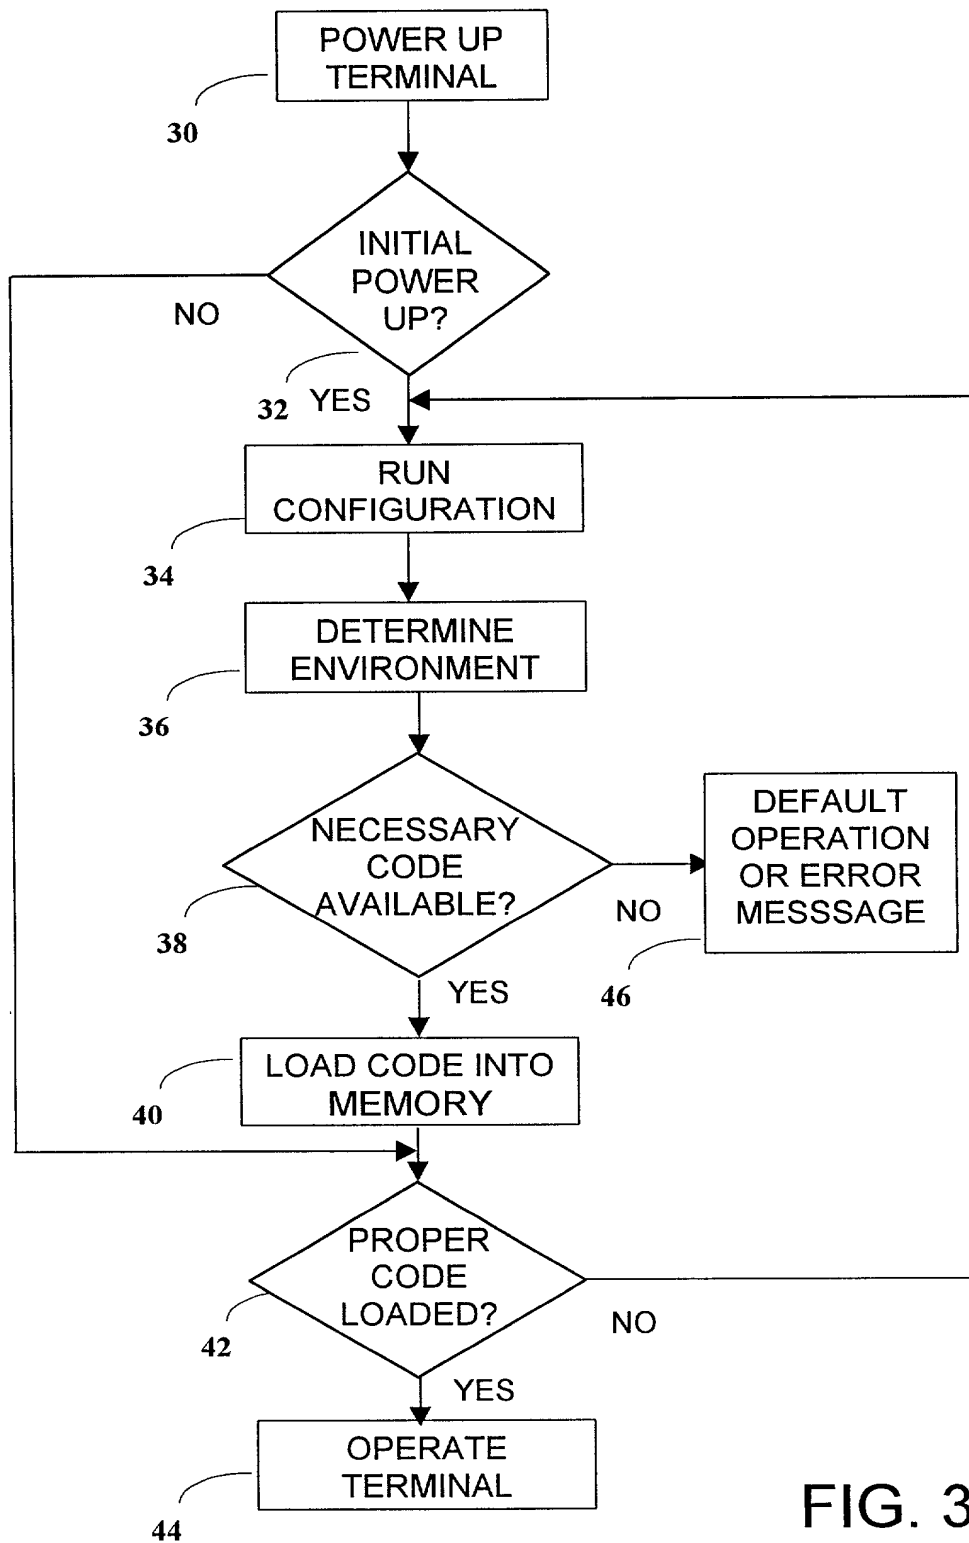 POWER UP
TERMINAL
30
INITIAL
POWER
UP?
NO
32
YES
RUN
CONFIGURATION
34
DETERMINE
ENVIRONMENT
36
NECESSARY
CODE
AVAILABLE?
38
NO
DEFAULT
OPERATION
OR ERROR
MESSSAGE
46
YES
LOAD CODE INTO
MEMORY
40
PROPER
CODE
LOADED?
42
NO
YES
OPERATE
TERMINAL
44
FIG. 3